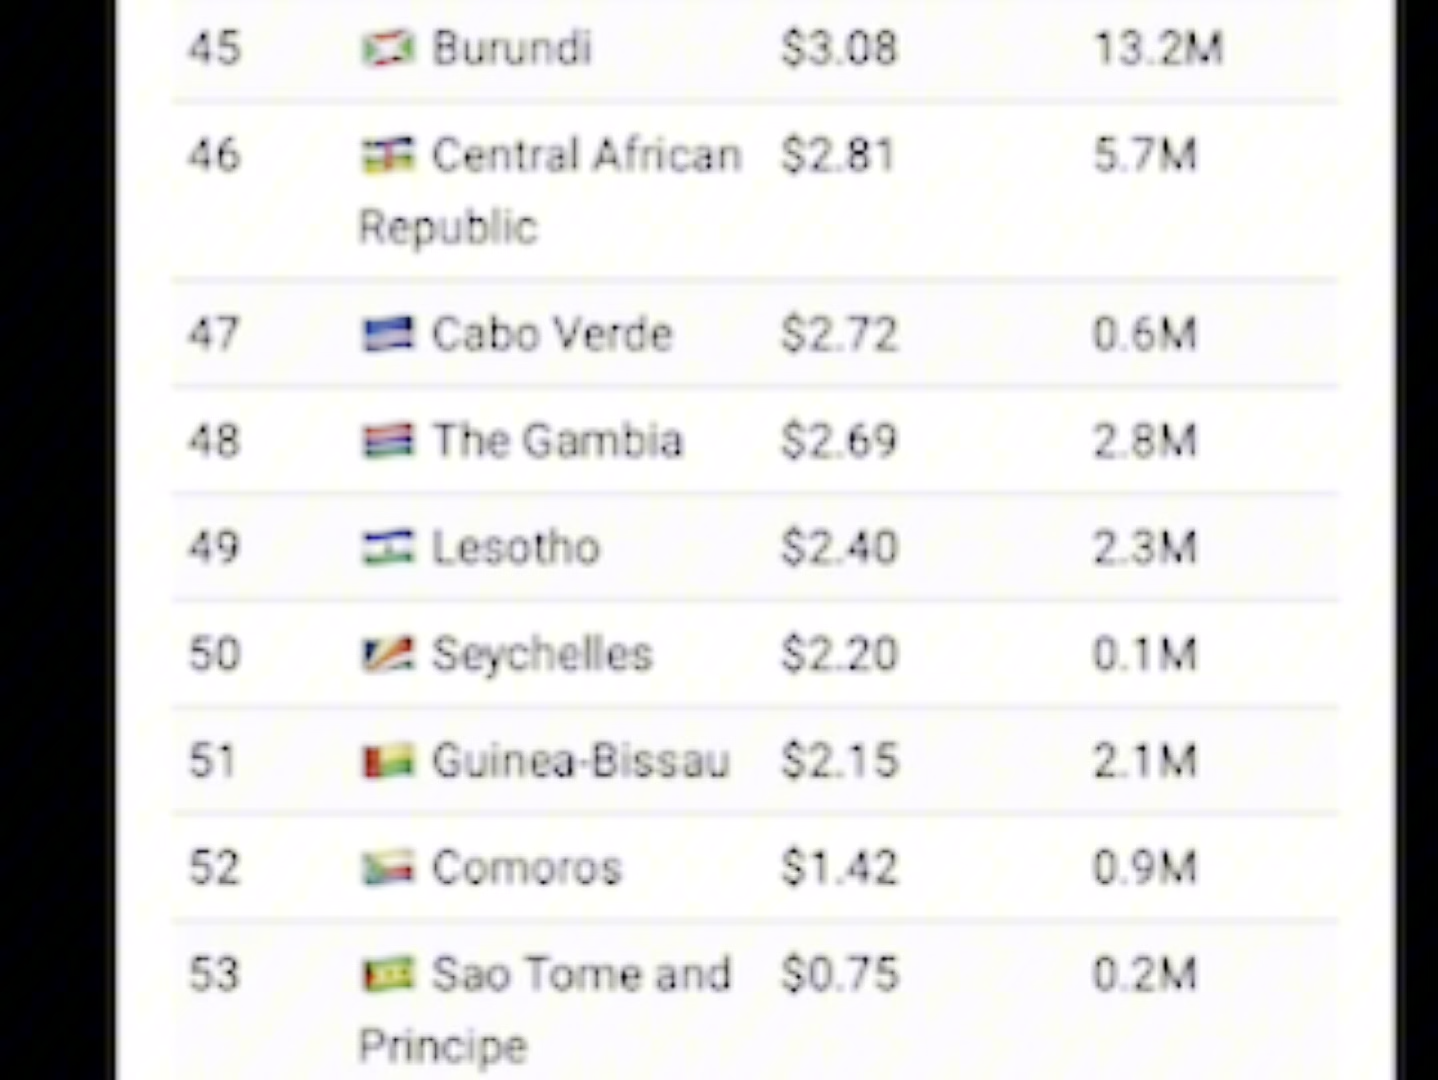 45 Burundi $3.08 13.2M
46 Central African $2.81 5.7M
Republic
47 Cabo Verde $2.72 0.6M
48 The Gambia $2.69 2.8M
49 Lesotho $2.40 2.3M
50 Seychelles $2.20 0.1M
51 Guinea-Bissau $2.15 2.1M
52 Comoros $1.42 0.9M
53 Sao Tome and $0.75 0.2M
Principe